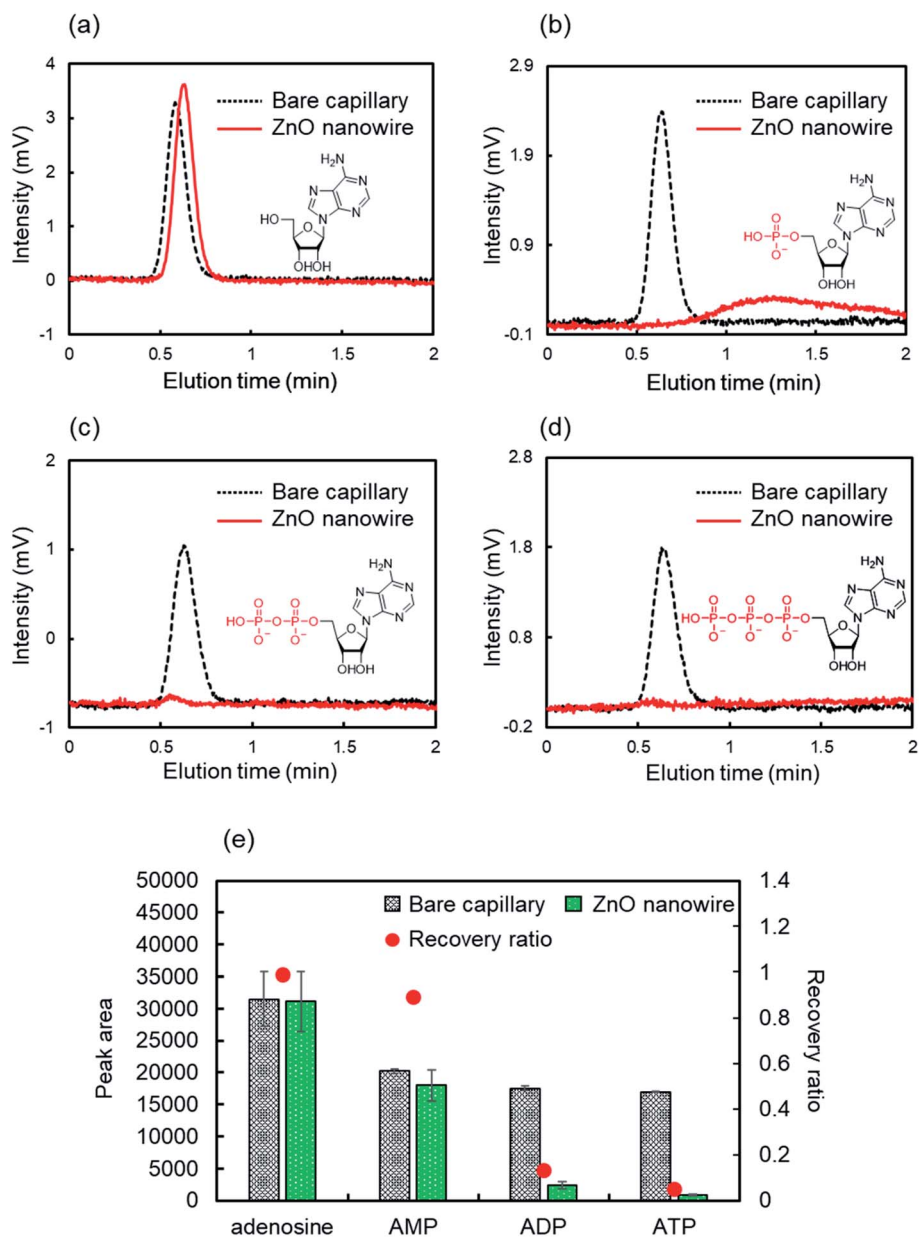 (a)
4
3
2
1
0
-1
Intensity (mV)
Bare capillary
ZnO nanowire
NH₂
N
N
N
N
HO
O
OHOH
0
0.5
1
1.5
2
Elution time (min)
(b)
2.9
1.9
0.9
-0.1
Intensity (mV)
Bare capillary
ZnO nanowire
H₂N
N
N
N
N
O
HO-P-O
O⁻
O
OHOH
0
0.5
1
1.5
2
Elution time (min)
(c)
2
1
0
-1
Intensity (mV)
Bare capillary
ZnO nanowire
NH₂
N
N
N
N
O O
HO-P-O-P-O
O⁻ O⁻
O
OHOH
0
0.5
1
1.5
2
Elution time (min)
(d)
2.8
1.8
0.8
-0.2
Intensity (mV)
Bare capillary
ZnO nanowire
NH₂
N
N
N
N
O O O
HO-P-O-P-O-P-O
O⁻ O⁻ O⁻
O
OHOH
0
0.5
1
1.5
2
Elution time (min)
(e)
50000
45000
40000
35000
30000
25000
20000
15000
10000
5000
0
Peak area
Bare capillary
ZnO nanowire
Recovery ratio
1.4
1.2
1
0.8
0.6
0.4
0.2
0
Recovery ratio
adenosine
AMP
ADP
ATP